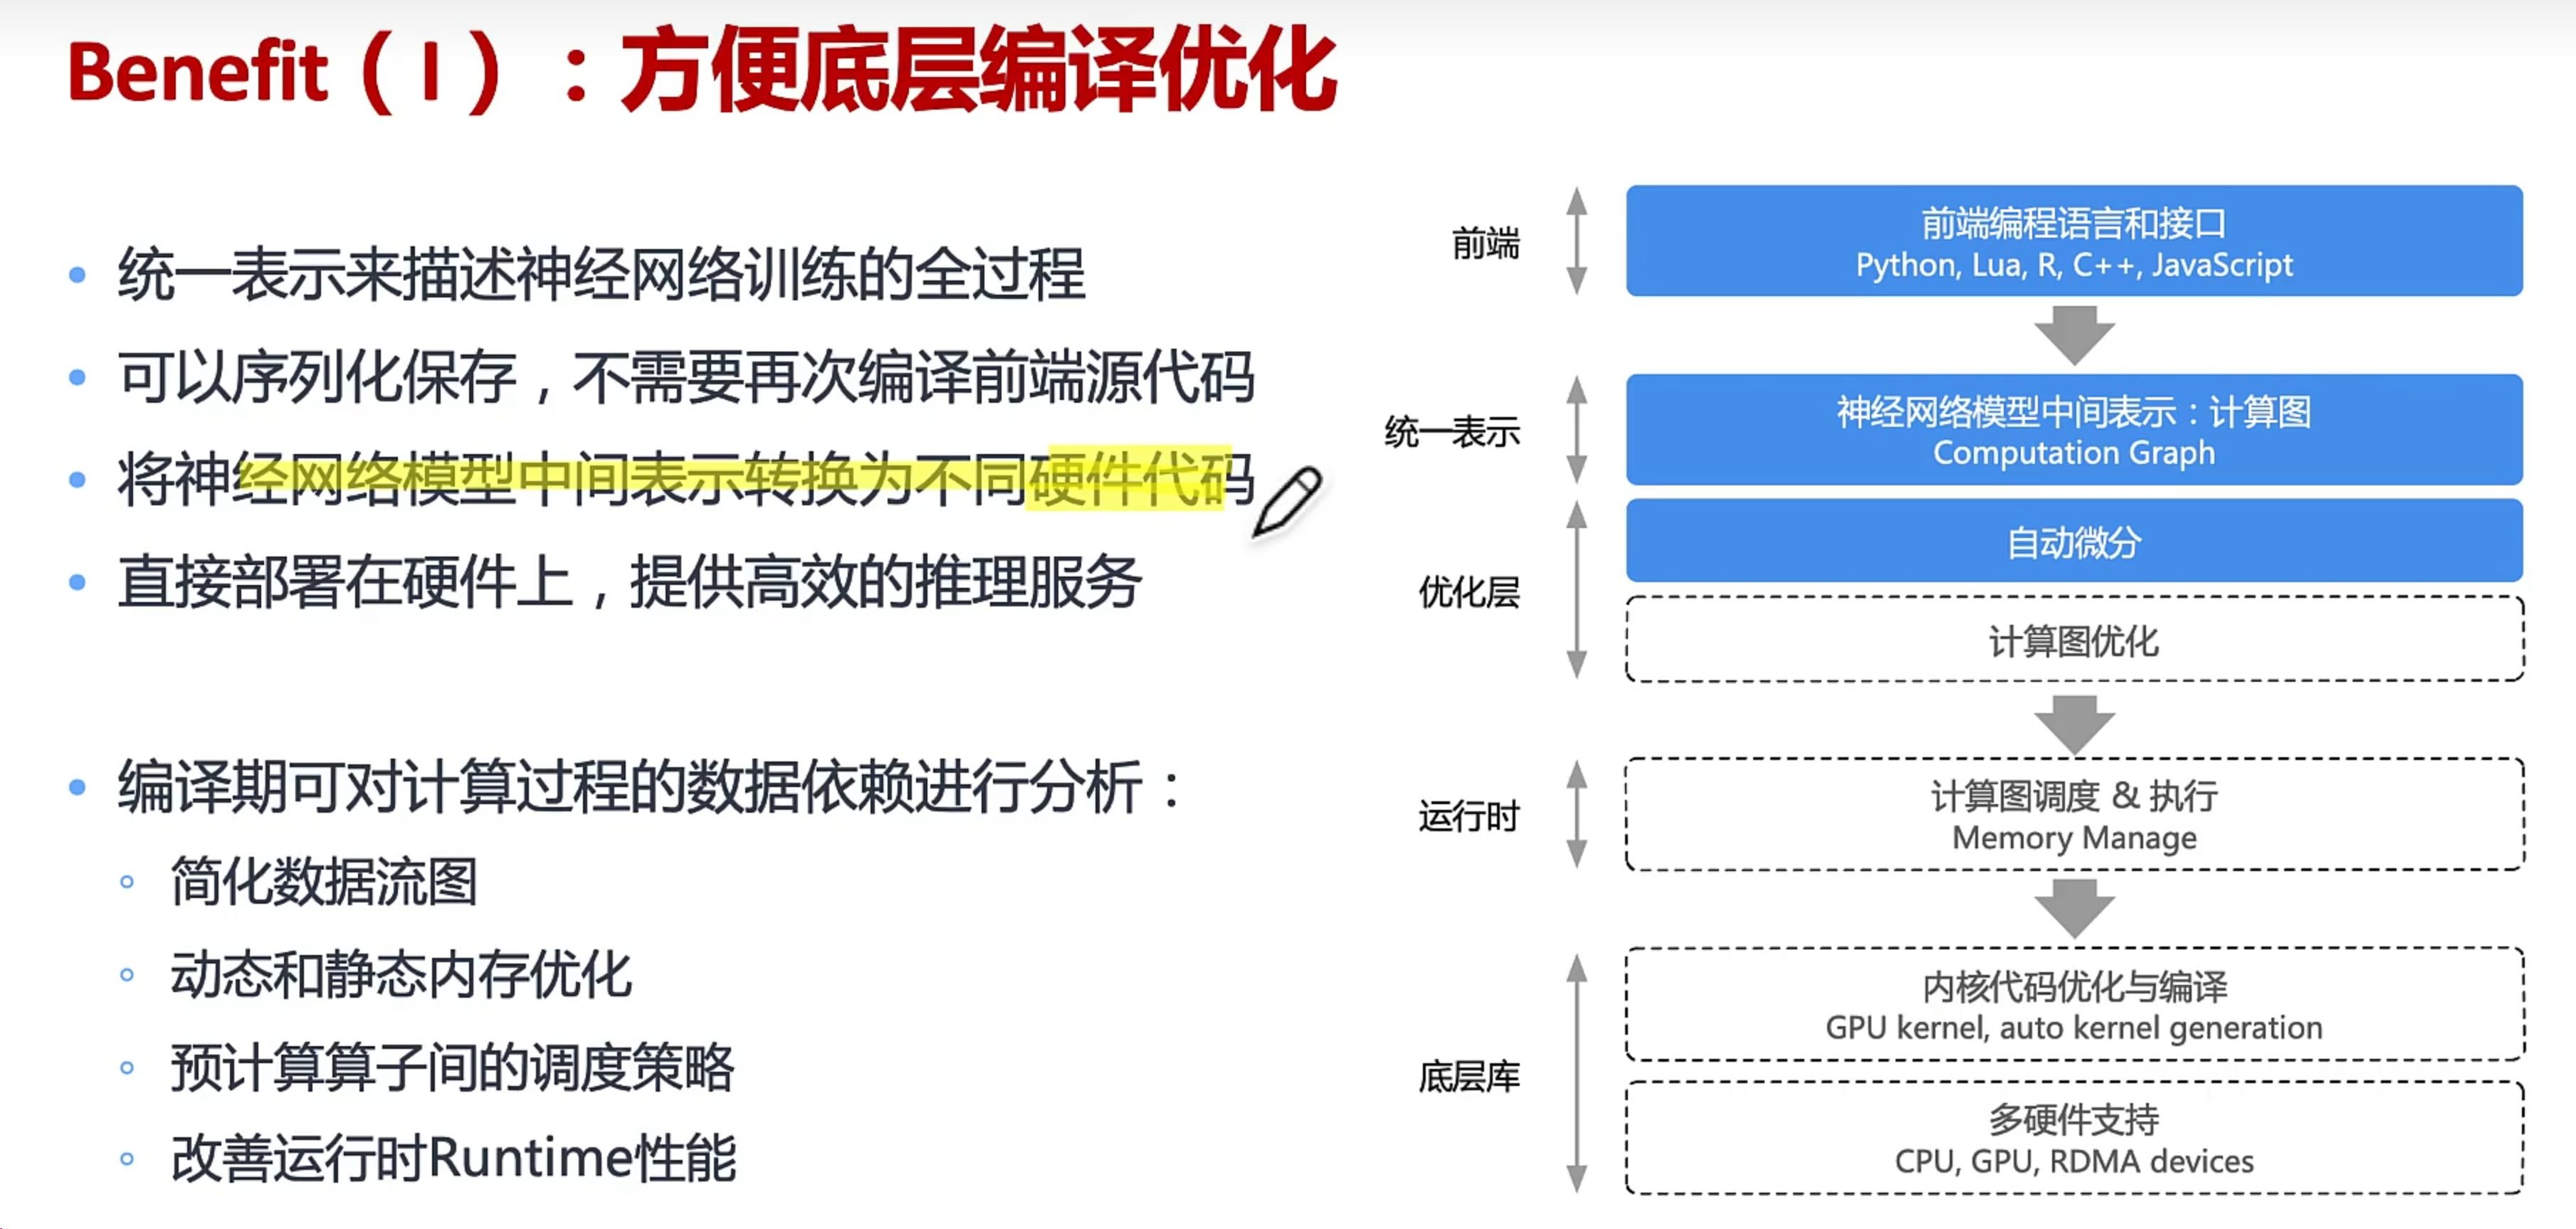 Benefit（I）：方便底层编译优化
统一表示来描述神经网络训练的全过程
可以序列化保存，不需要再次编译前端源代码
将神经网络模型中间表示转换为不同硬件代码
直接部署在硬件上，提供高效的推理服务
编译期可对计算过程的数据依赖进行分析：
简化数据流图
动态和静态内存优化
预计算算子间的调度策略
改善运行时Runtime性能
前端
前端编程语言和接口
Python, Lua, R, C++, JavaScript
统一表示
神经网络模型中间表示：计算图
Computation Graph
优化层
自动微分
计算图优化
运行时
计算图调度 & 执行
Memory Manage
底层库
内核代码优化与编译
GPU kernel, auto kernel generation
多硬件支持
CPU, GPU, RDMA devices